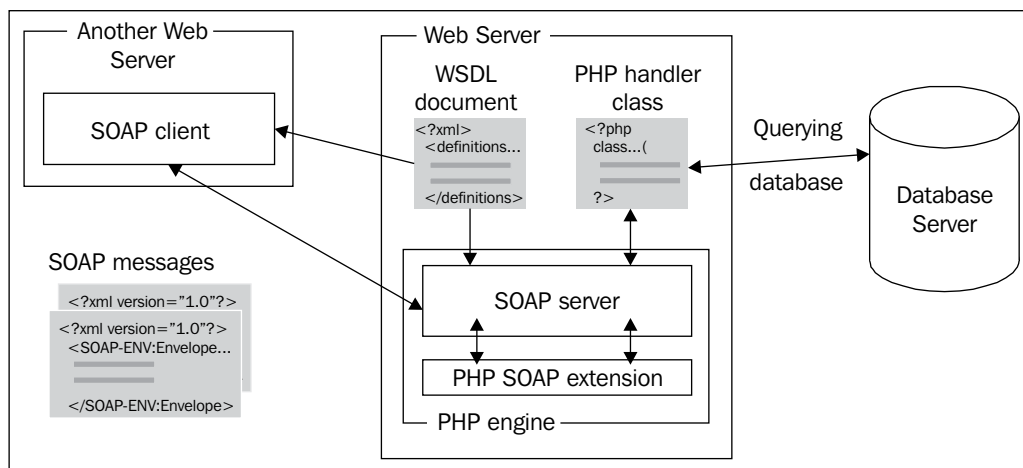 Another Web
Server
SOAP client
Web Server
WSDL
document
<?xml>
<definitions...
</definitions>
PHP handler
class
<?php
class...(
?>
Querying
database
Database
Server
SOAP messages
<?xml version="1.0"?>
<?xml version="1.0"?>
<SOAP-ENV:Envelope...
</SOAP-ENV:Envelope>
SOAP server
PHP SOAP extension
PHP engine